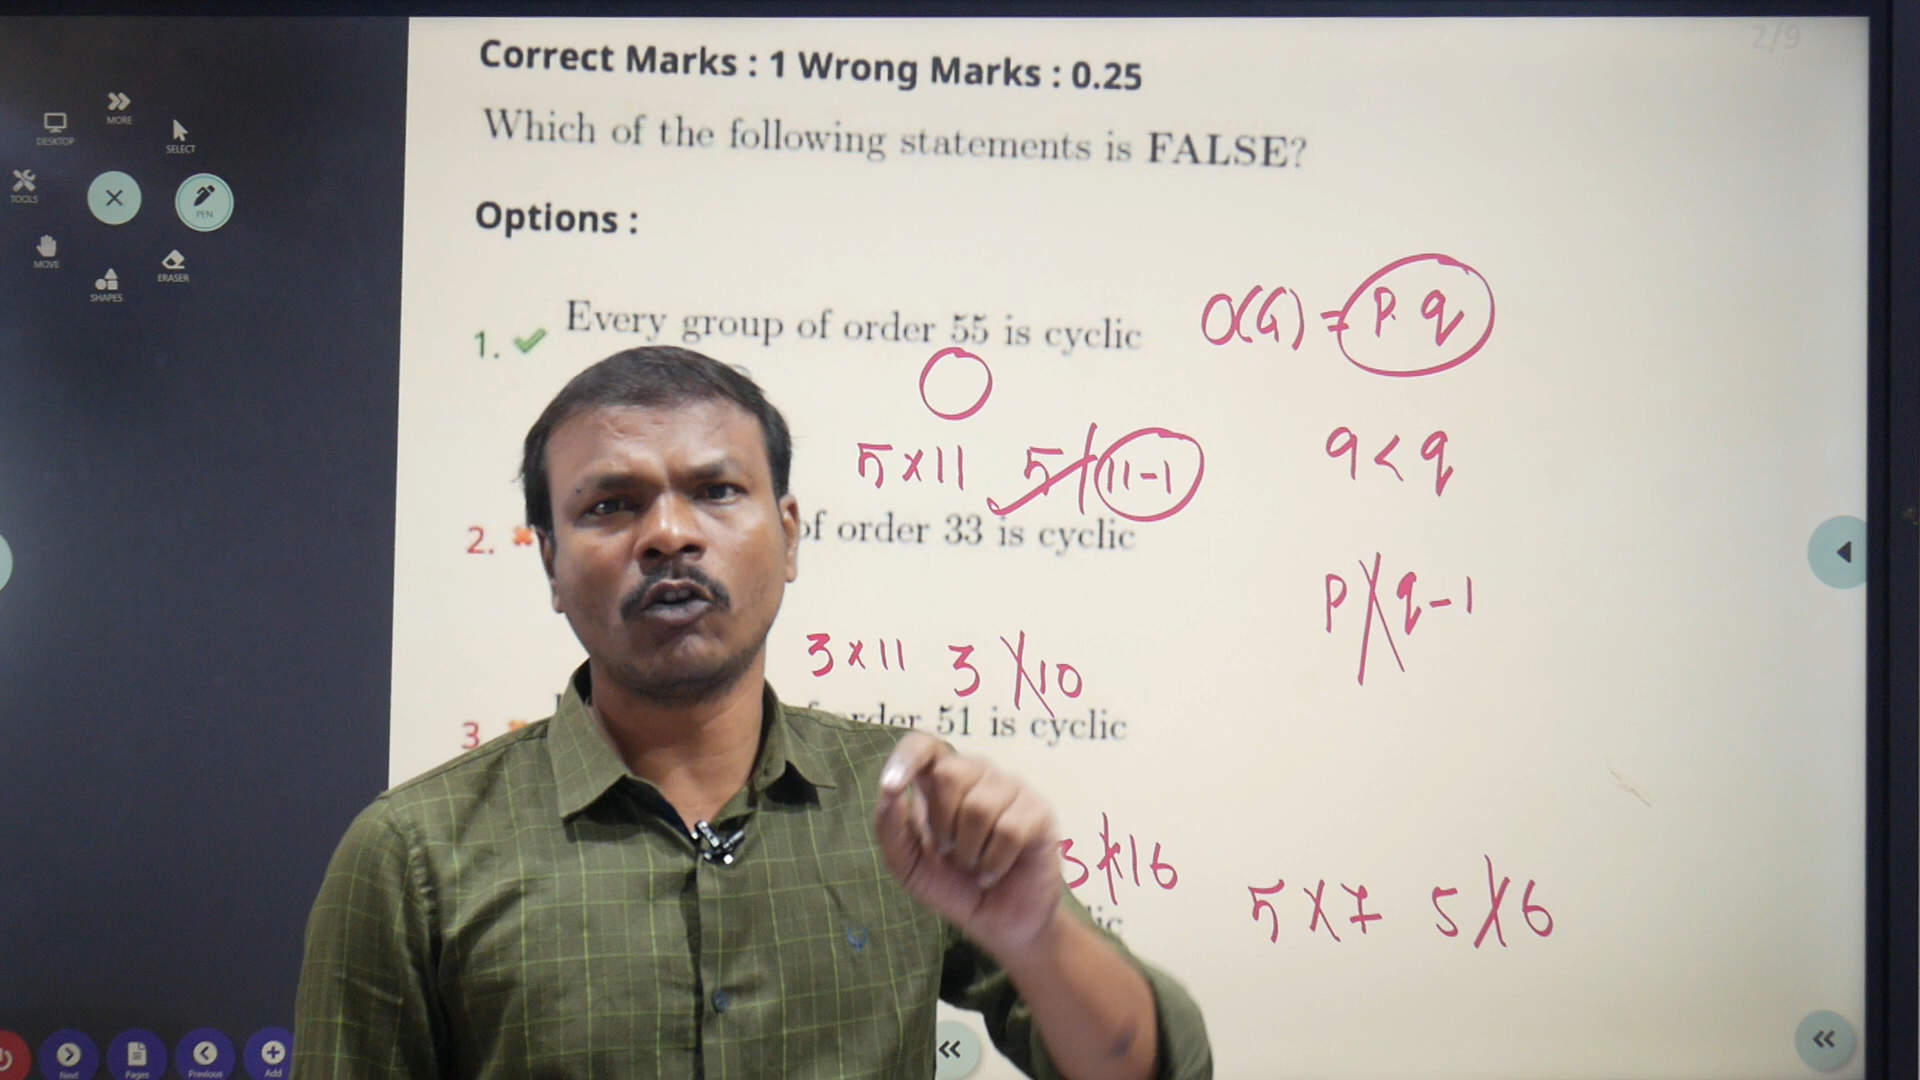 2/9
Correct Marks : 1 Wrong Marks : 0.25
Which of the following statements is FALSE?
Options :
MORE
DESKTOP
SELECT
TOOLS
PEN
MOVE
ERASER
SHAPES
1. Every group of order 55 is cyclic
O(G) = p.q
5×11 5∤11-1
q < q
2. of order 33 is cyclic
p∤q-1
3×11 3∤10
3 order 51 is cyclic
3∤16
5×7 5∤6
Next
Pages
Previous
Add